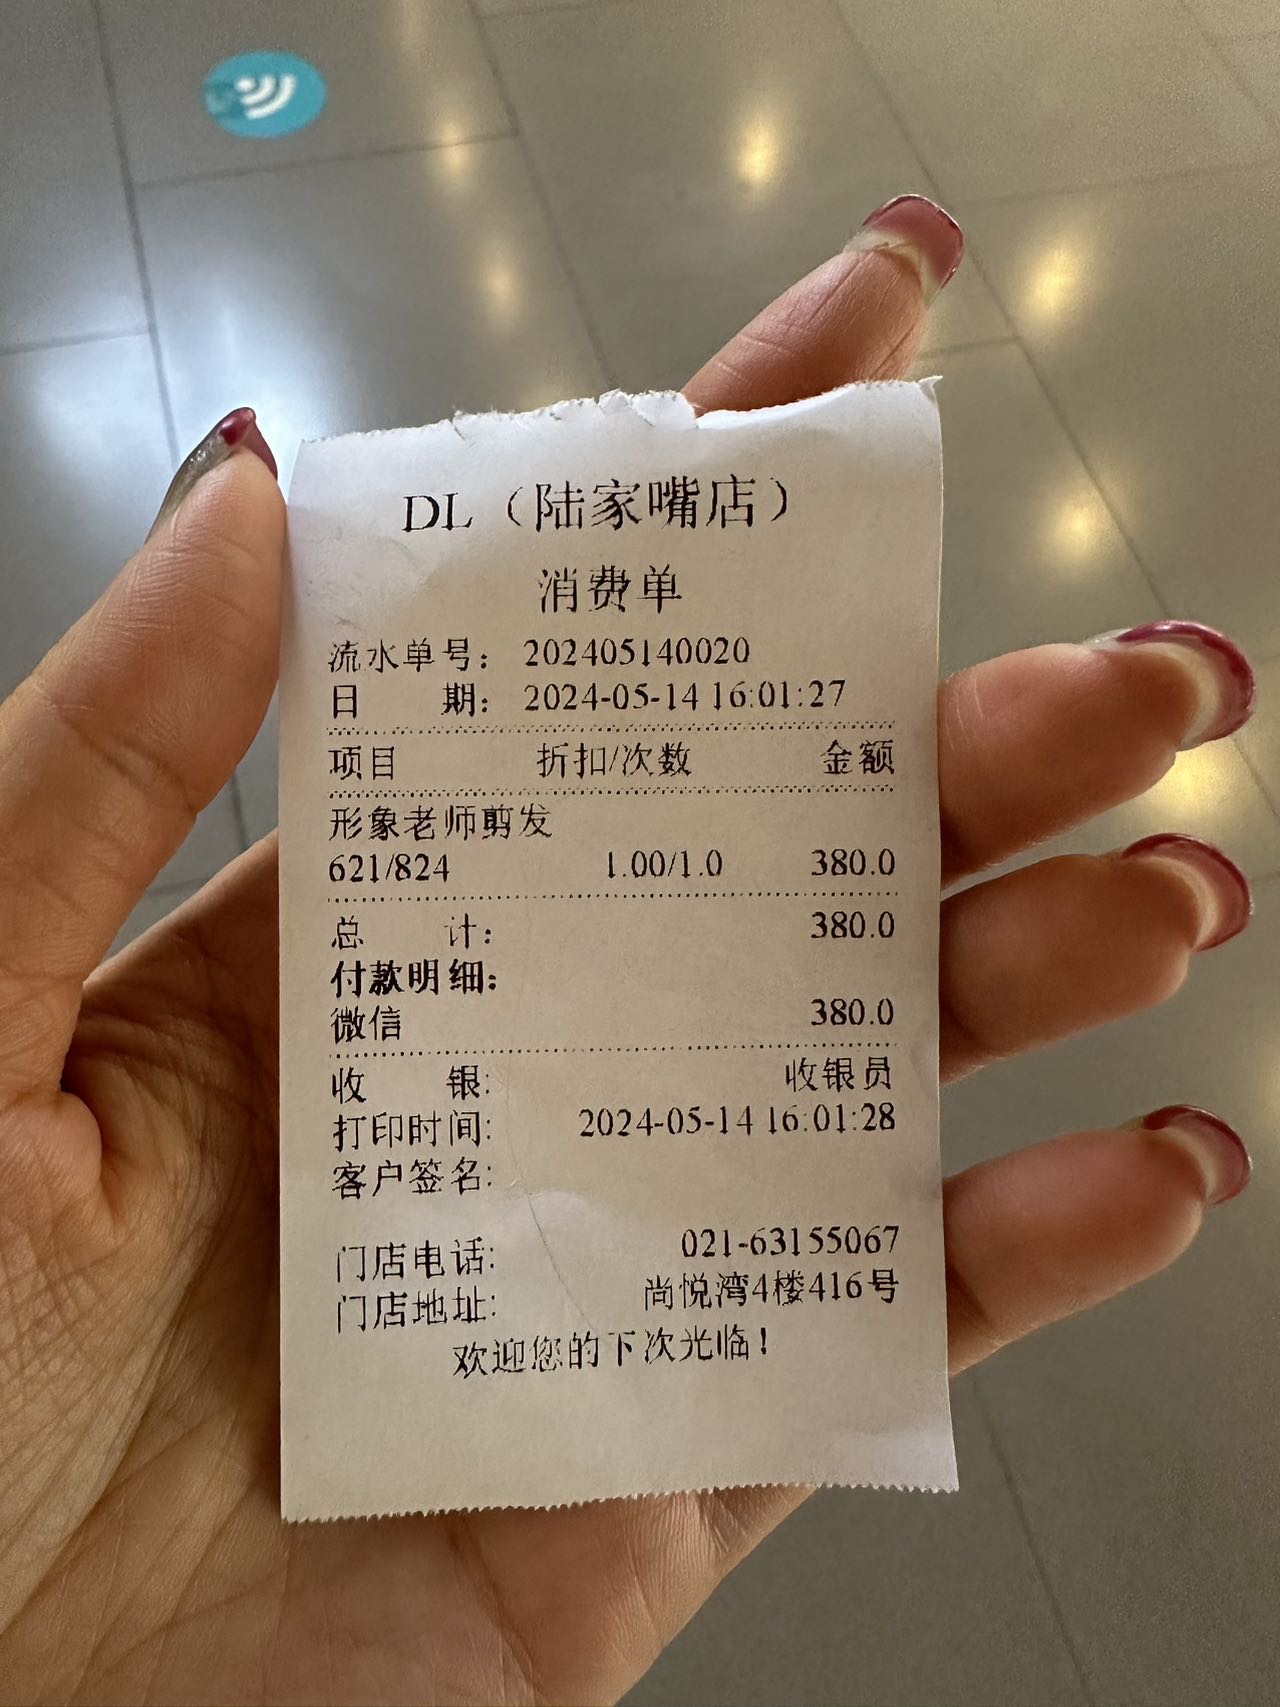 DL（陆家嘴店）
消费单
流水单号： 202405140020
日 期： 2024-05-14 16:01:27
项目 折扣/次数 金额
形象老师剪发
621/824 1.00/1.0 380.0
总 计： 380.0
付款明细：
微信 380.0
收 银: 收银员
打印时间: 2024-05-14 16:01:28
客户签名:
门店电话: 021-63155067
门店地址: 尚悦湾4楼416号
欢迎您的下次光临！